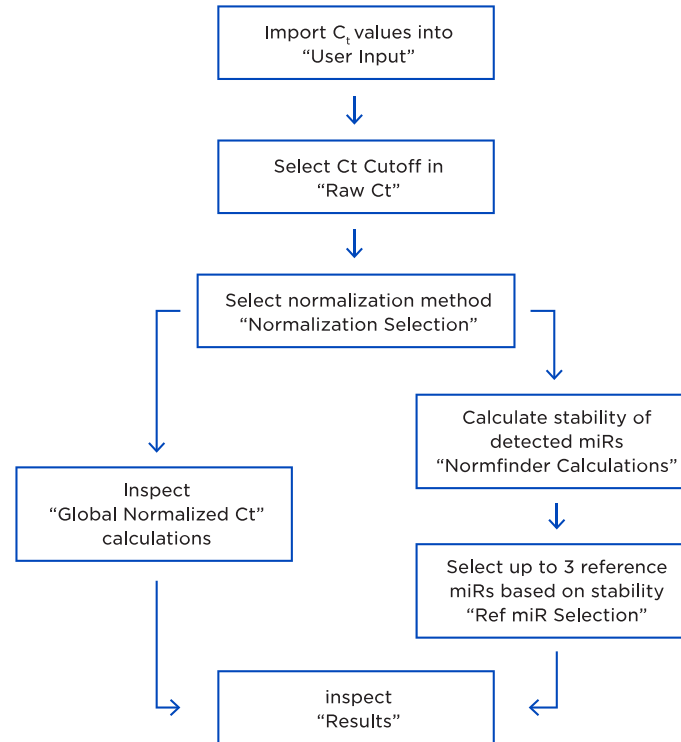 Import Ct values into
“User Input”
Select Ct Cutoff in
“Raw Ct”
Select normalization method
“Normalization Selection”
Inspect
“Global Normalized Ct”
calculations
Calculate stability of
detected miRs
“Normfinder Calculations”
Select up to 3 reference
miRs based on stability
“Ref miR Selection”
inspect
“Results”